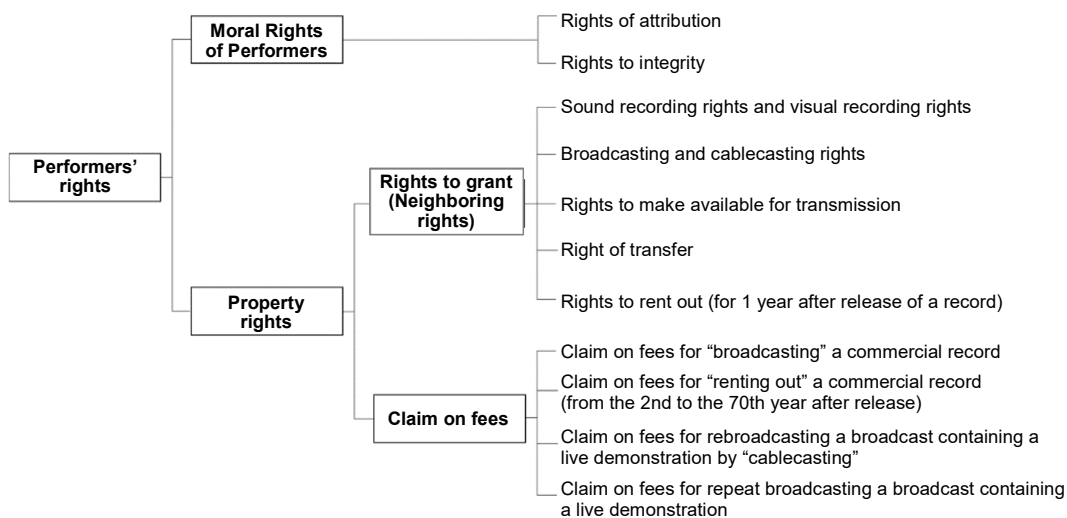 Performers’
rights
Moral Rights
of Performers
Rights of attribution
Rights to integrity
Property
rights
Rights to grant
(Neighboring
rights)
Sound recording rights and visual recording rights
Broadcasting and cablecasting rights
Rights to make available for transmission
Right of transfer
Rights to rent out (for 1 year after release of a record)
Claim on fees
Claim on fees for “broadcasting” a commercial record
Claim on fees for “renting out” a commercial record
(from the 2nd to the 70th year after release)
Claim on fees for rebroadcasting a broadcast containing a
live demonstration by “cablecasting”
Claim on fees for repeat broadcasting a broadcast containing
a live demonstration